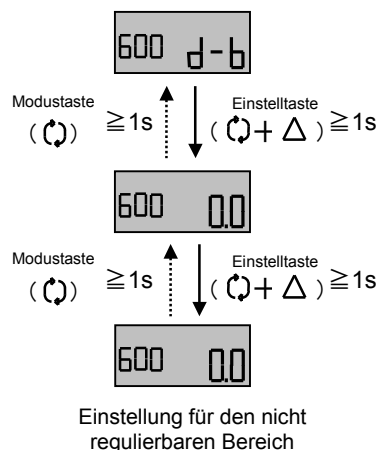 600 d-b
Modustaste
( ) ≧1s
Einstelltaste
( + △ ) ≧1s
600 0.0
Modustaste
( ) ≧1s
Einstelltaste
( + △ ) ≧1s
600 0.0
Einstellung für den nicht
regulierbaren Bereich